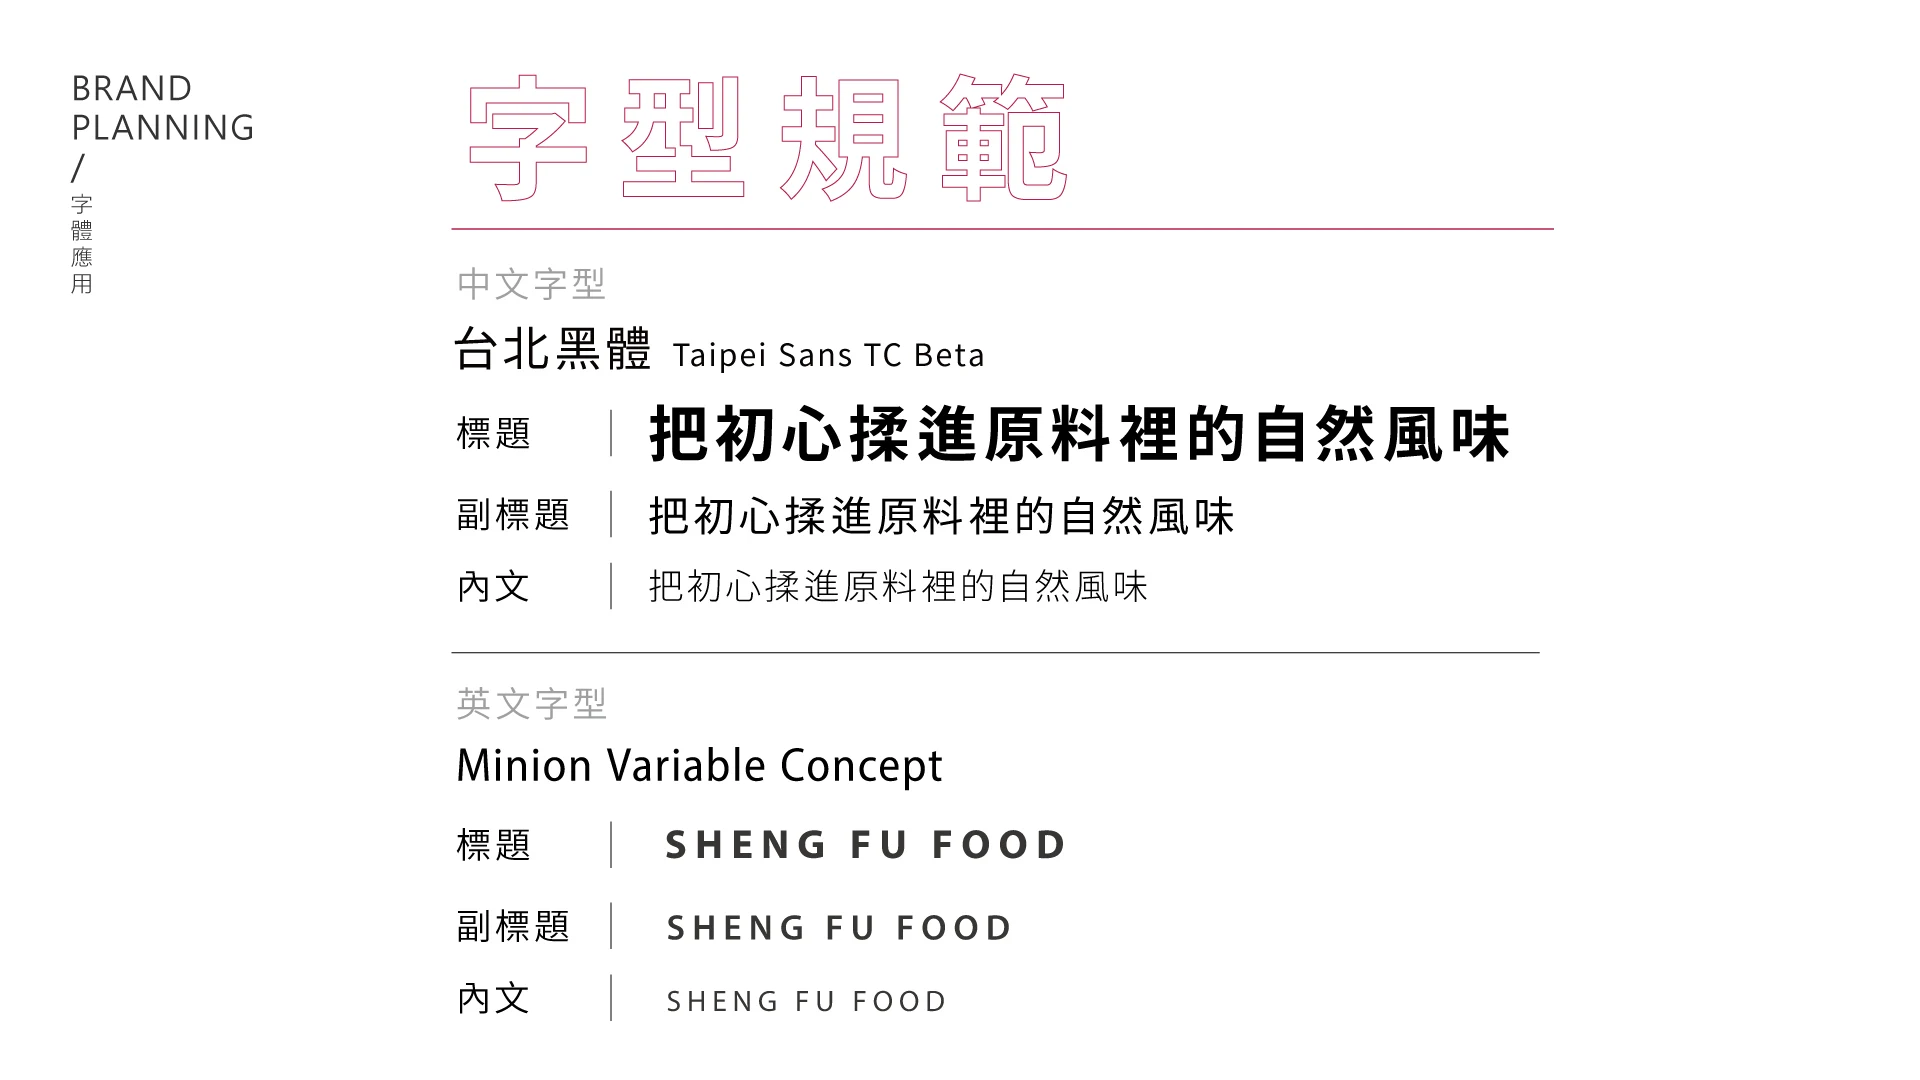 BRAND
PLANNING
/
字體應用
字型規範
中文字型
台北黑體 Taipei Sans TC Beta
標題 把初心揉進原料裡的自然風味
副標題 把初心揉進原料裡的自然風味
內文 把初心揉進原料裡的自然風味
英文字型
Minion Variable Concept
標題 SHENG FU FOOD
副標題 SHENG FU FOOD
內文 SHENG FU FOOD